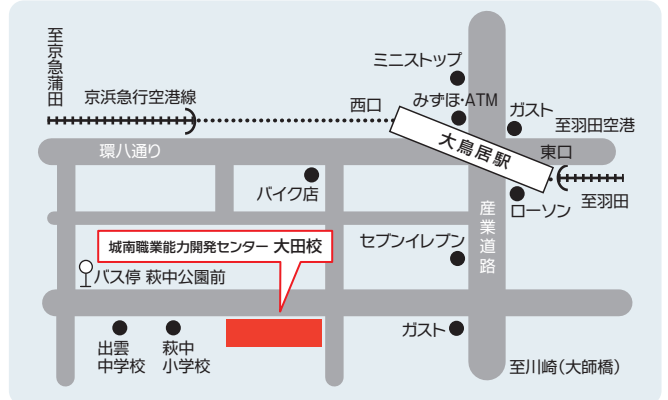 至京急蒲田
京浜急行空港線
西口
ミニストップ
みずほ・ATM
ガスト
至羽田空港
大鳥居駅
東口
至羽田
環八通り
バイク店
ローソン
産業道路
城南職業能力開発センター 大田校
セブンイレブン
バス停 萩中公園前
出雲
中学校
萩中
小学校
ガスト
至川崎(大師橋)